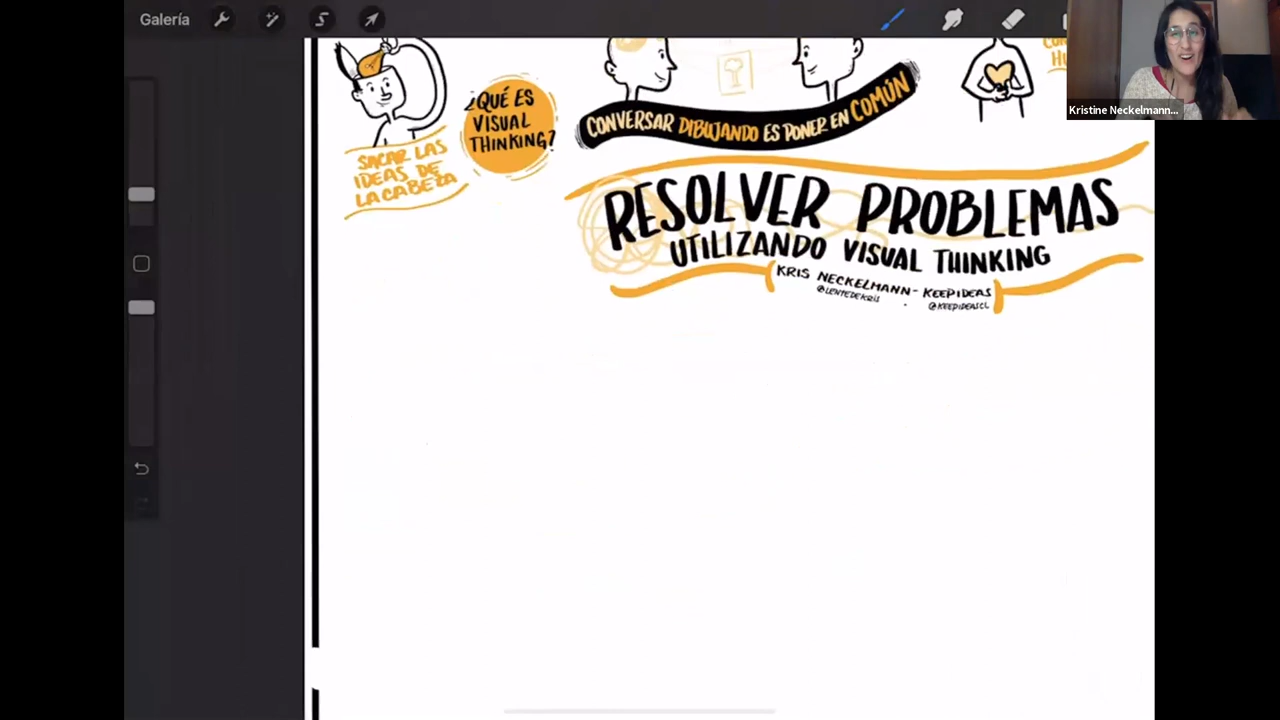 Galería
Kristine Neckelmann...
¿QUÉ ES
VISUAL
THINKING?
SACAR LAS
IDEAS DE
LA CABEZA
CONVERSAR DIBUJANDO ES PONER EN COMÚN
RESOLVER PROBLEMAS
UTILIZANDO VISUAL THINKING
KRIS NECKELMANN - KEEPIDEAS
@LENTEDEKRIS
@KEEPIDEASCL